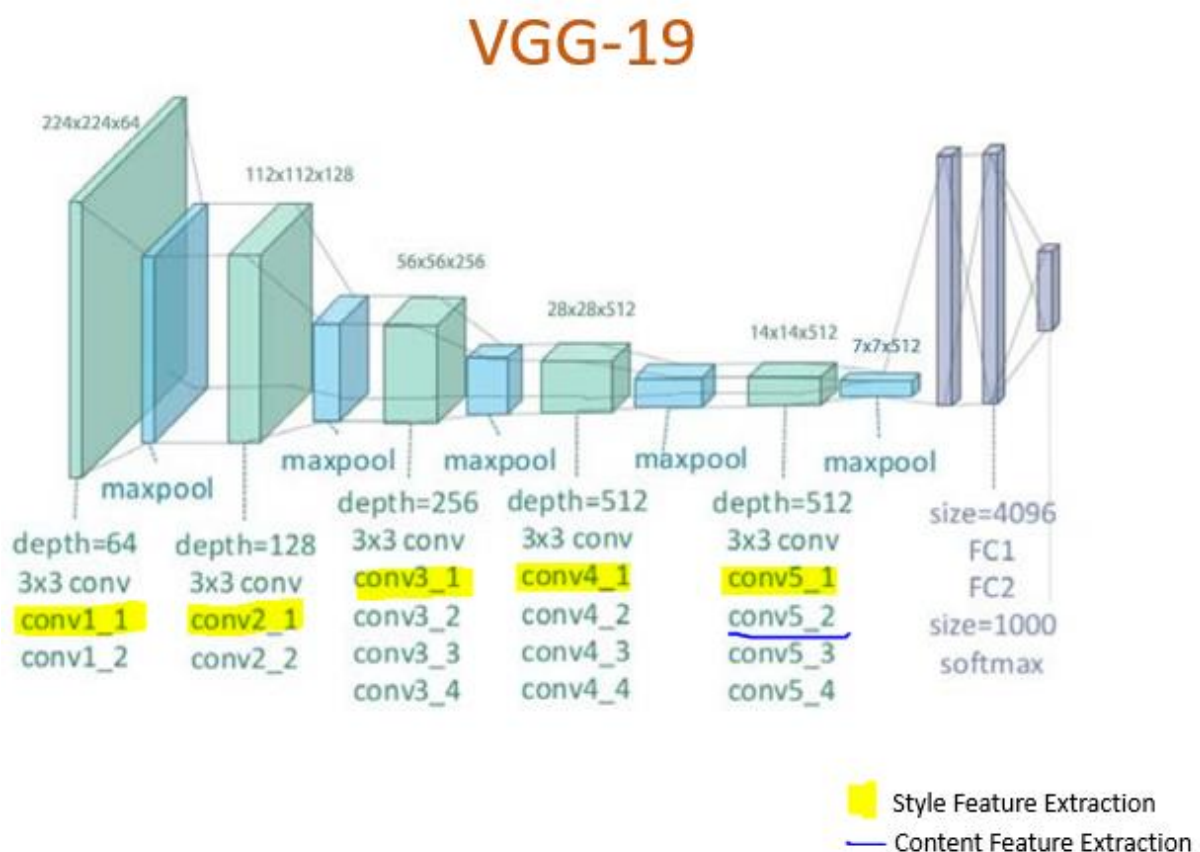 VGG-19
224x224x64
112x112x128
56x56x256
28x28x512
14x14x512
7x7x512
maxpool
maxpool
maxpool
maxpool
maxpool
depth=64
3x3 conv
conv1_1
conv1_2
depth=128
3x3 conv
conv2_1
conv2_2
depth=256
3x3 conv
conv3_1
conv3_2
conv3_3
conv3_4
depth=512
3x3 conv
conv4_1
conv4_2
conv4_3
conv4_4
depth=512
3x3 conv
conv5_1
conv5_2
conv5_3
conv5_4
size=4096
FC1
FC2
size=1000
softmax
Style Feature Extraction
Content Feature Extraction